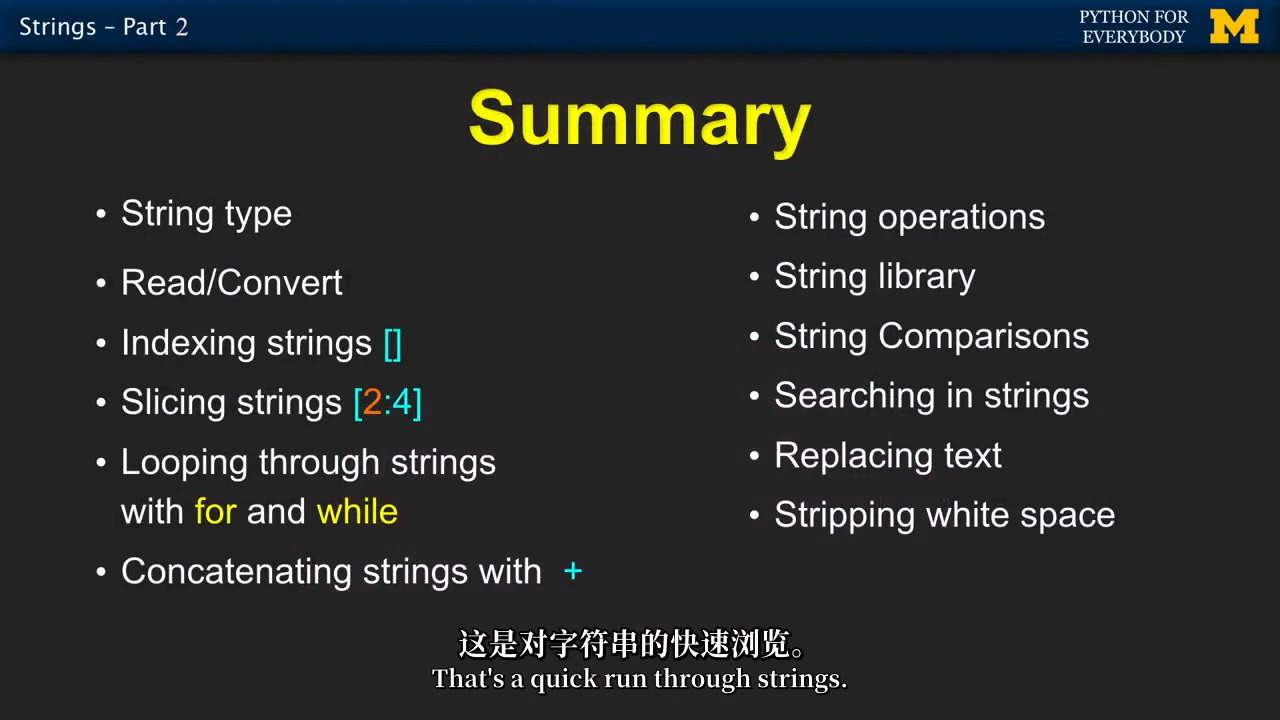 Strings – Part 2
PYTHON FOR
EVERYBODY
M
Summary
• String type
• Read/Convert
• Indexing strings []
• Slicing strings [2:4]
• Looping through strings
with for and while
• Concatenating strings with +
• String operations
• String library
• String Comparisons
• Searching in strings
• Replacing text
• Stripping white space
这是对字符串的快速浏览。
That's a quick run through strings.